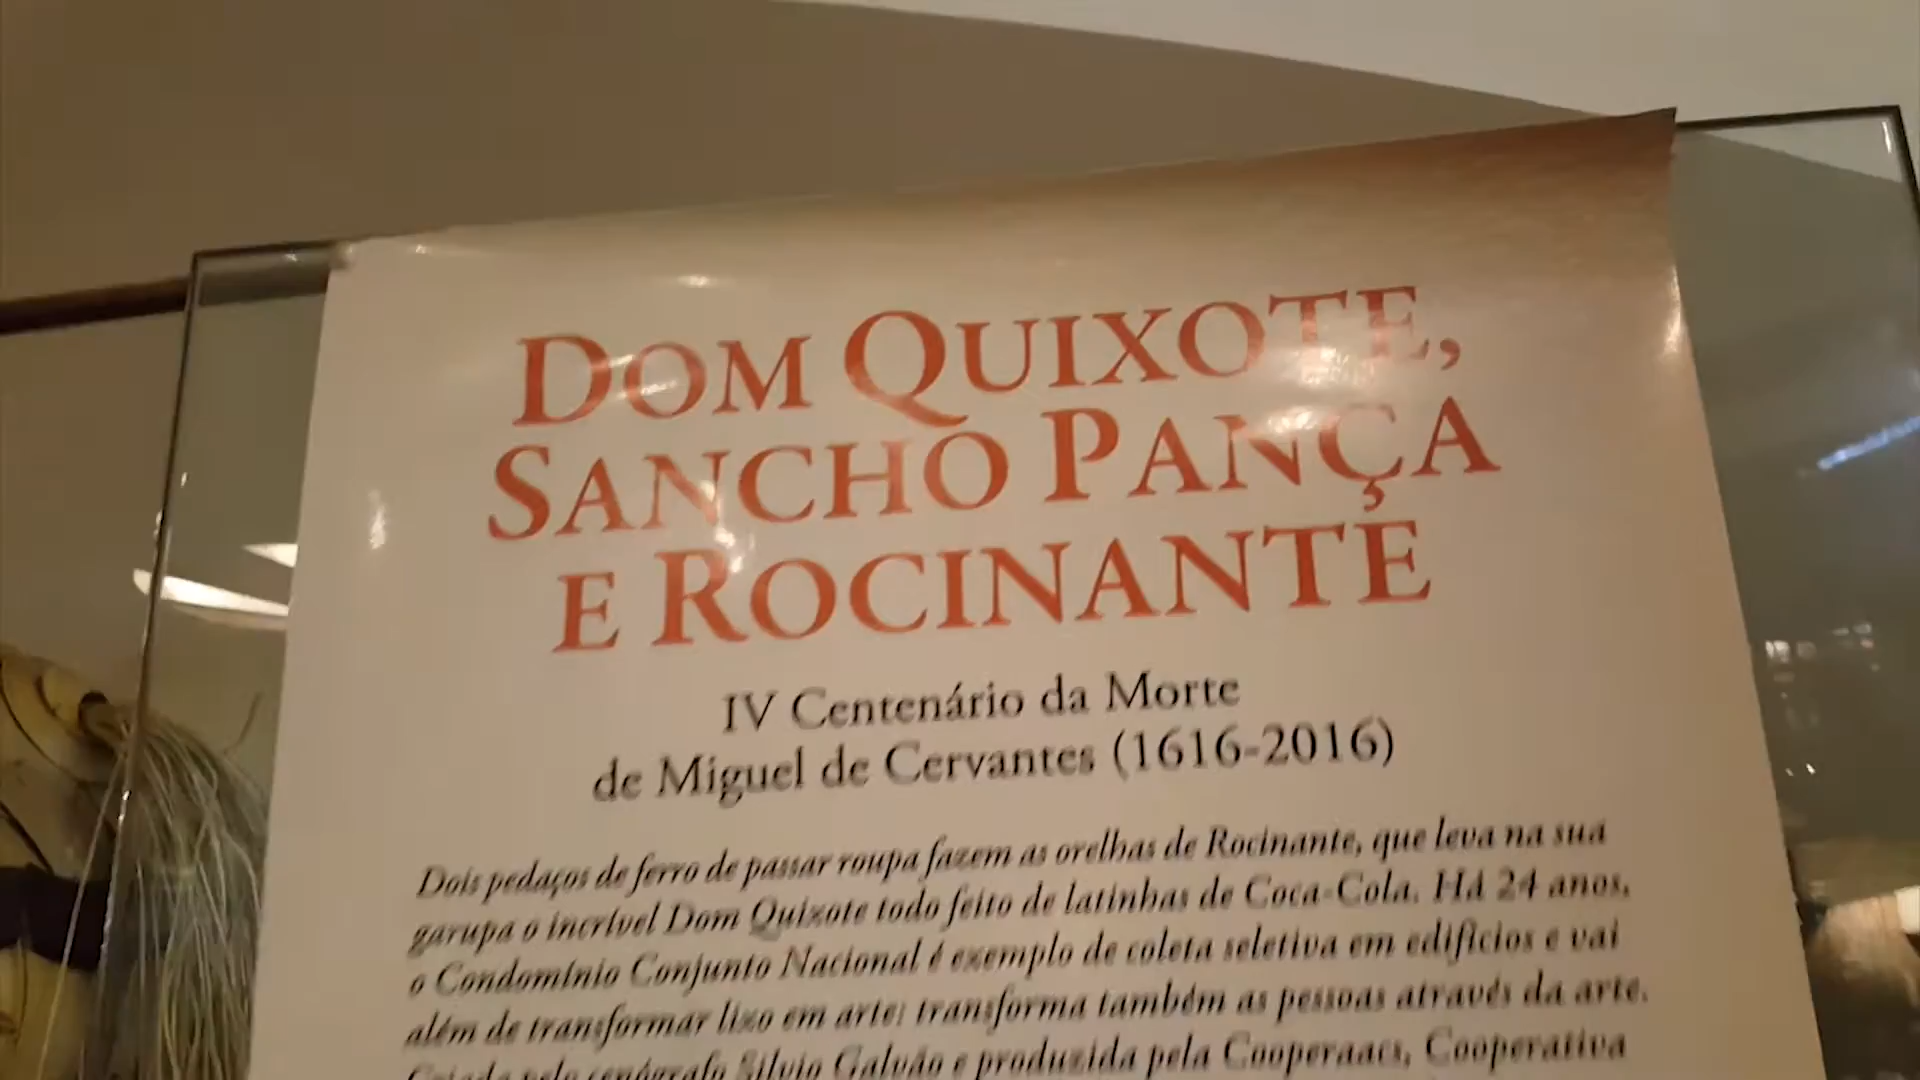 DOM QUIXOTE,
SANCHO PANÇA
E ROCINANTE
IV Centenário da Morte
de Miguel de Cervantes (1616-2016)
Dois pedaços de ferro de passar roupa fazem as orelhas de Rocinante, que leva na sua
garupa o incrível Dom Quixote todo feito de latinhas de Coca-Cola. Há 24 anos,
o Condomínio Conjunto Nacional é exemplo de coleta seletiva em edifícios e vai
além de transformar lixo em arte: transforma também as pessoas através da arte.
Criada pelo cenógrafo Silvio Galvão e produzida pela Cooperaacs, Cooperativa